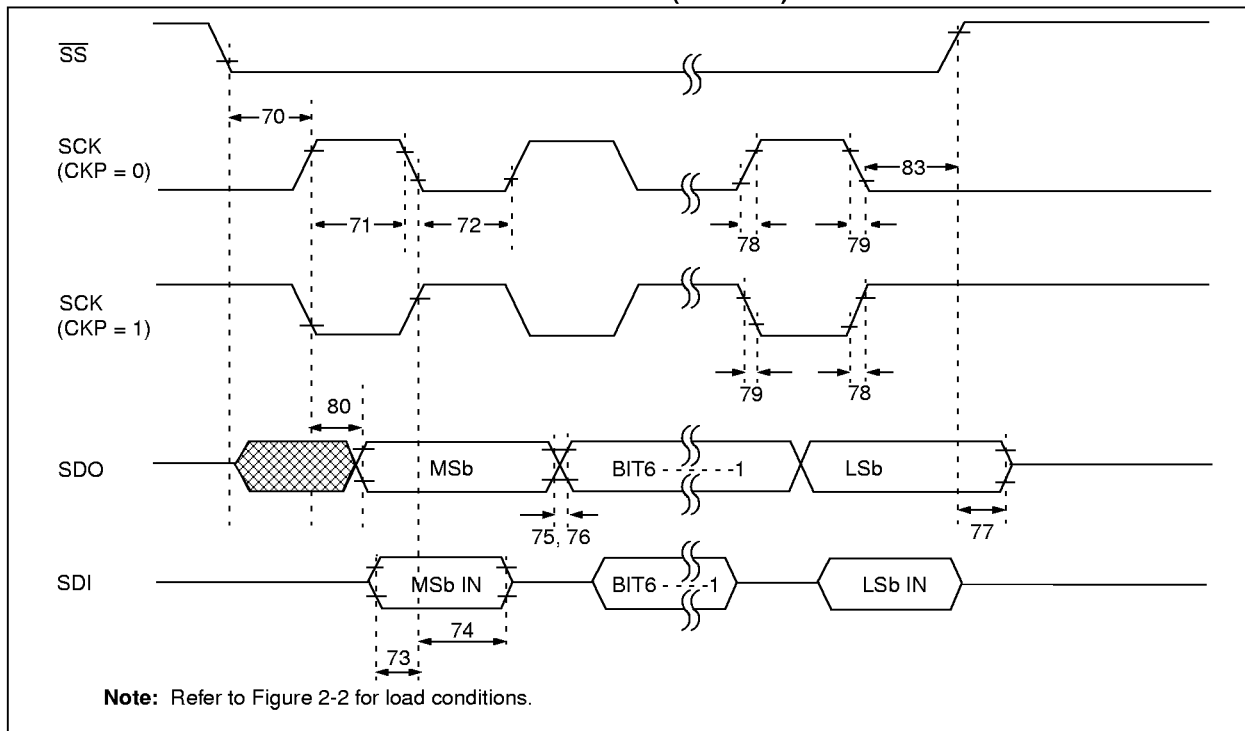 SS
70
SCK
(CKP = 0)
83
71
72
78
79
SCK
(CKP = 1)
79
78
80
SDO
MSb
BIT6 - - - - - -1
LSb
75, 76
77
SDI
MSb IN
BIT6 - - - -1
LSb IN
74
73
Note: Refer to Figure 2-2 for load conditions.